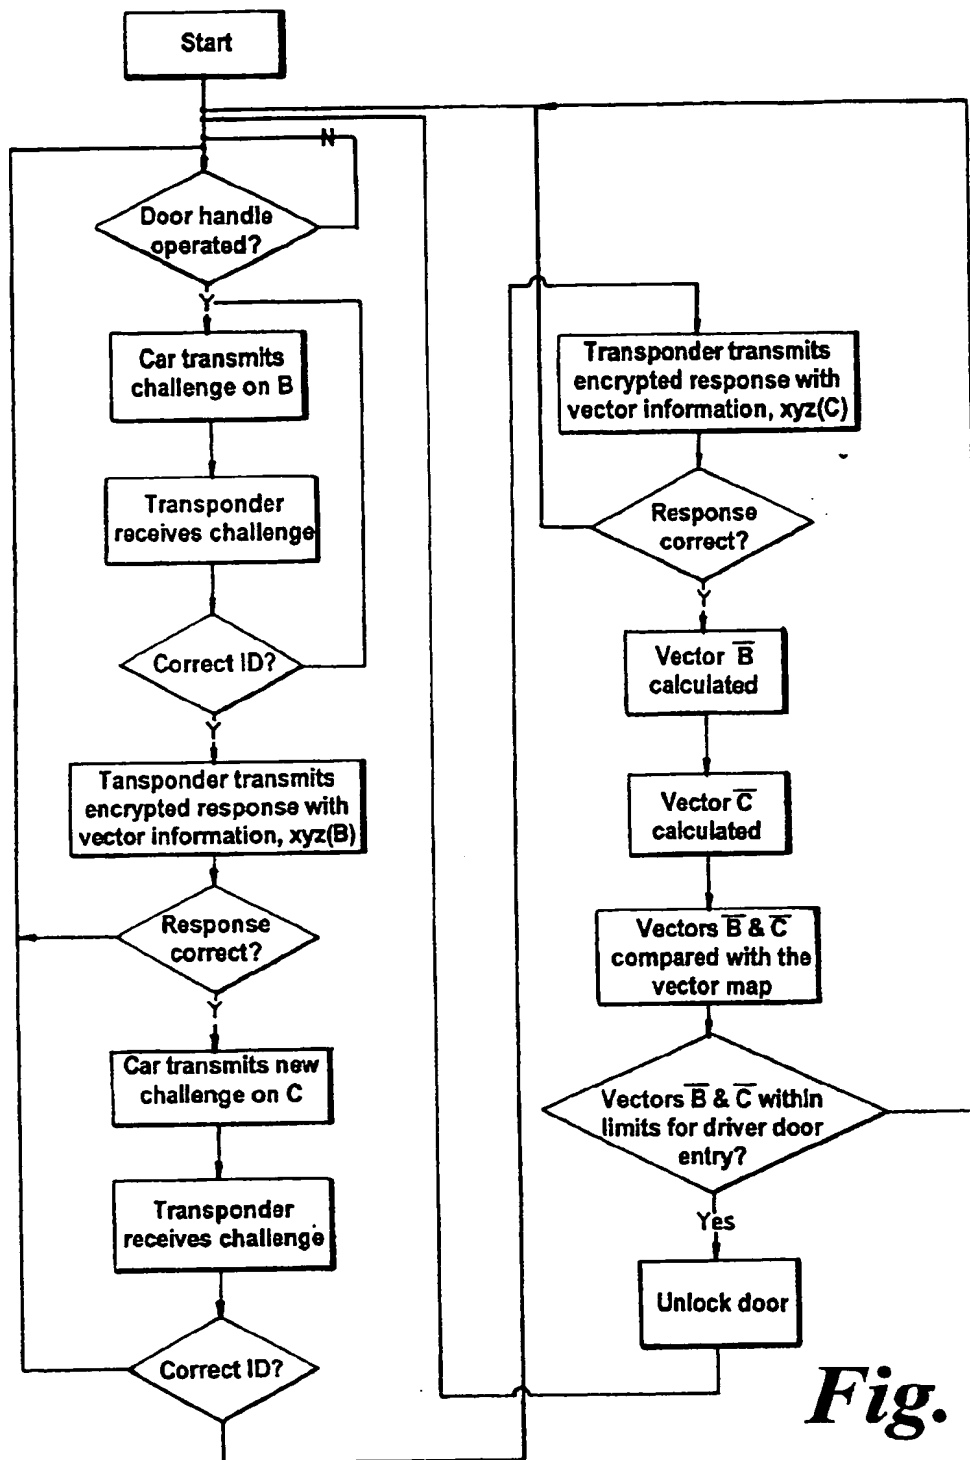 Start
N
Door handle
operated?
Y
Car transmits
challenge on B
Transponder
receives challenge
Correct ID?
Y
Tansponder transmits
encrypted response with
vector information, xyz(B)
Response
correct?
Y
Car transmits new
challenge on C
Transponder
receives challenge
Correct ID?
Transponder transmits
encrypted response with
vector information, xyz(C)
Response
correct?
Y
Vector B̅
calculated
Vector C̅
calculated
Vectors B̅ & C̅
compared with the
vector map
Vectors B̅ & C̅ within
limits for driver door
entry?
Yes
Unlock door
Fig.